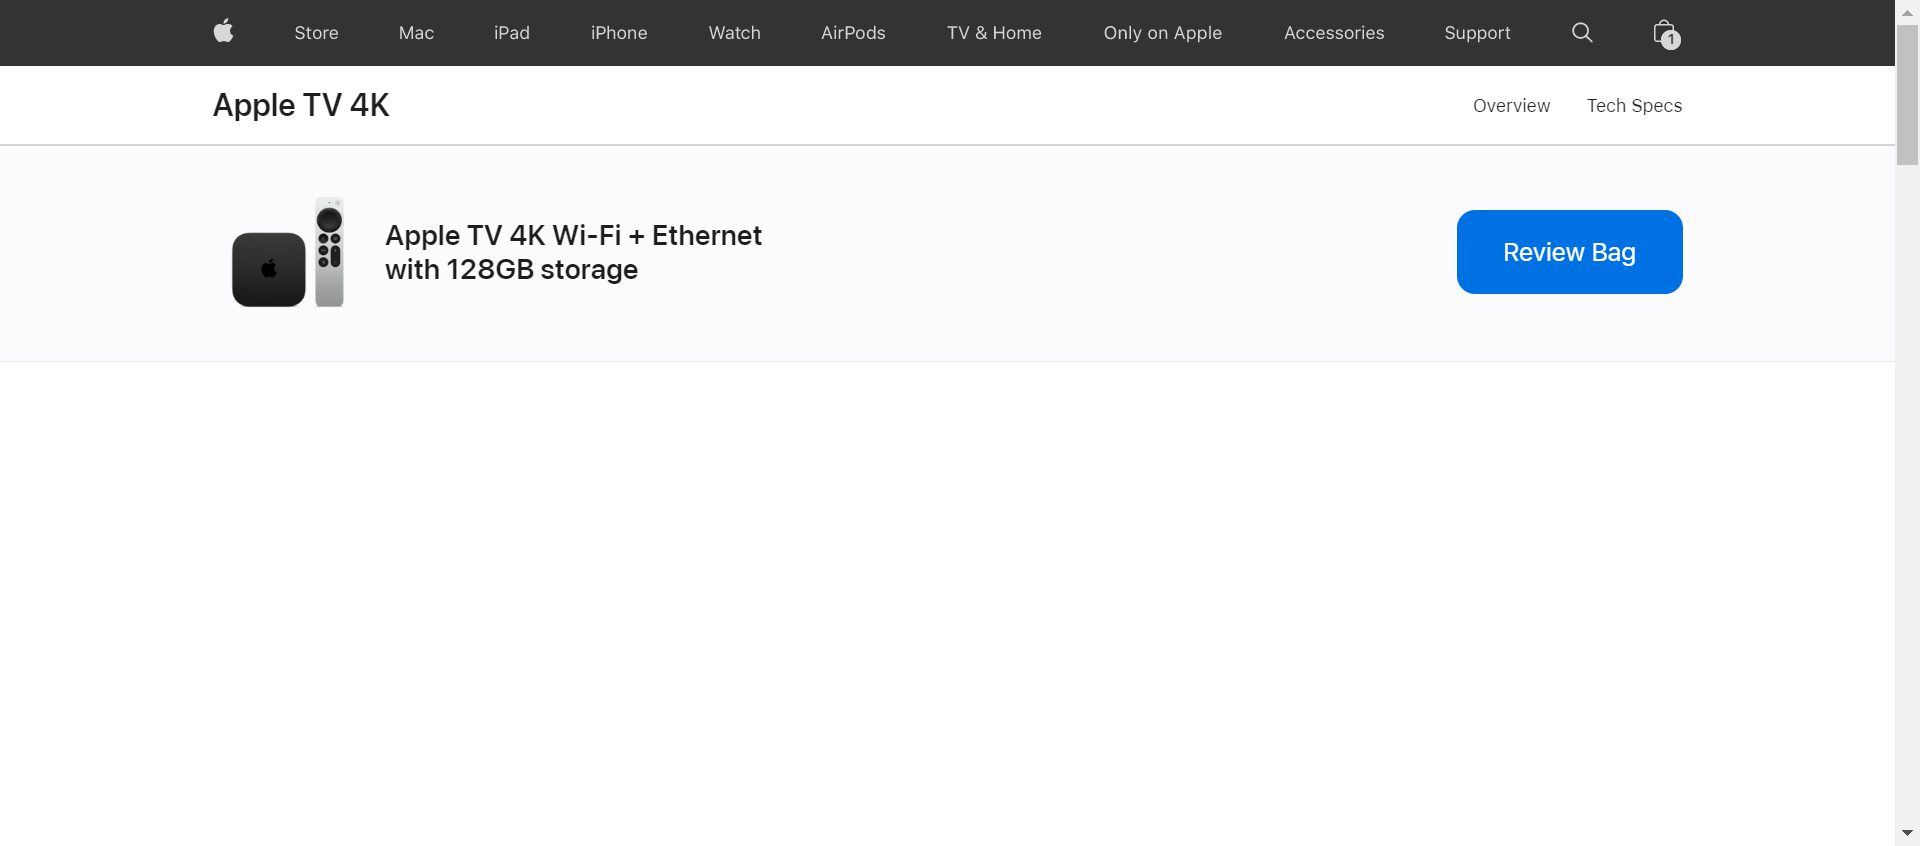 Store Mac iPad iPhone Watch AirPods TV & Home Only on Apple Accessories Support 1
Apple TV 4K Overview Tech Specs
Apple TV 4K Wi-Fi + Ethernet
with 128GB storage
Review Bag